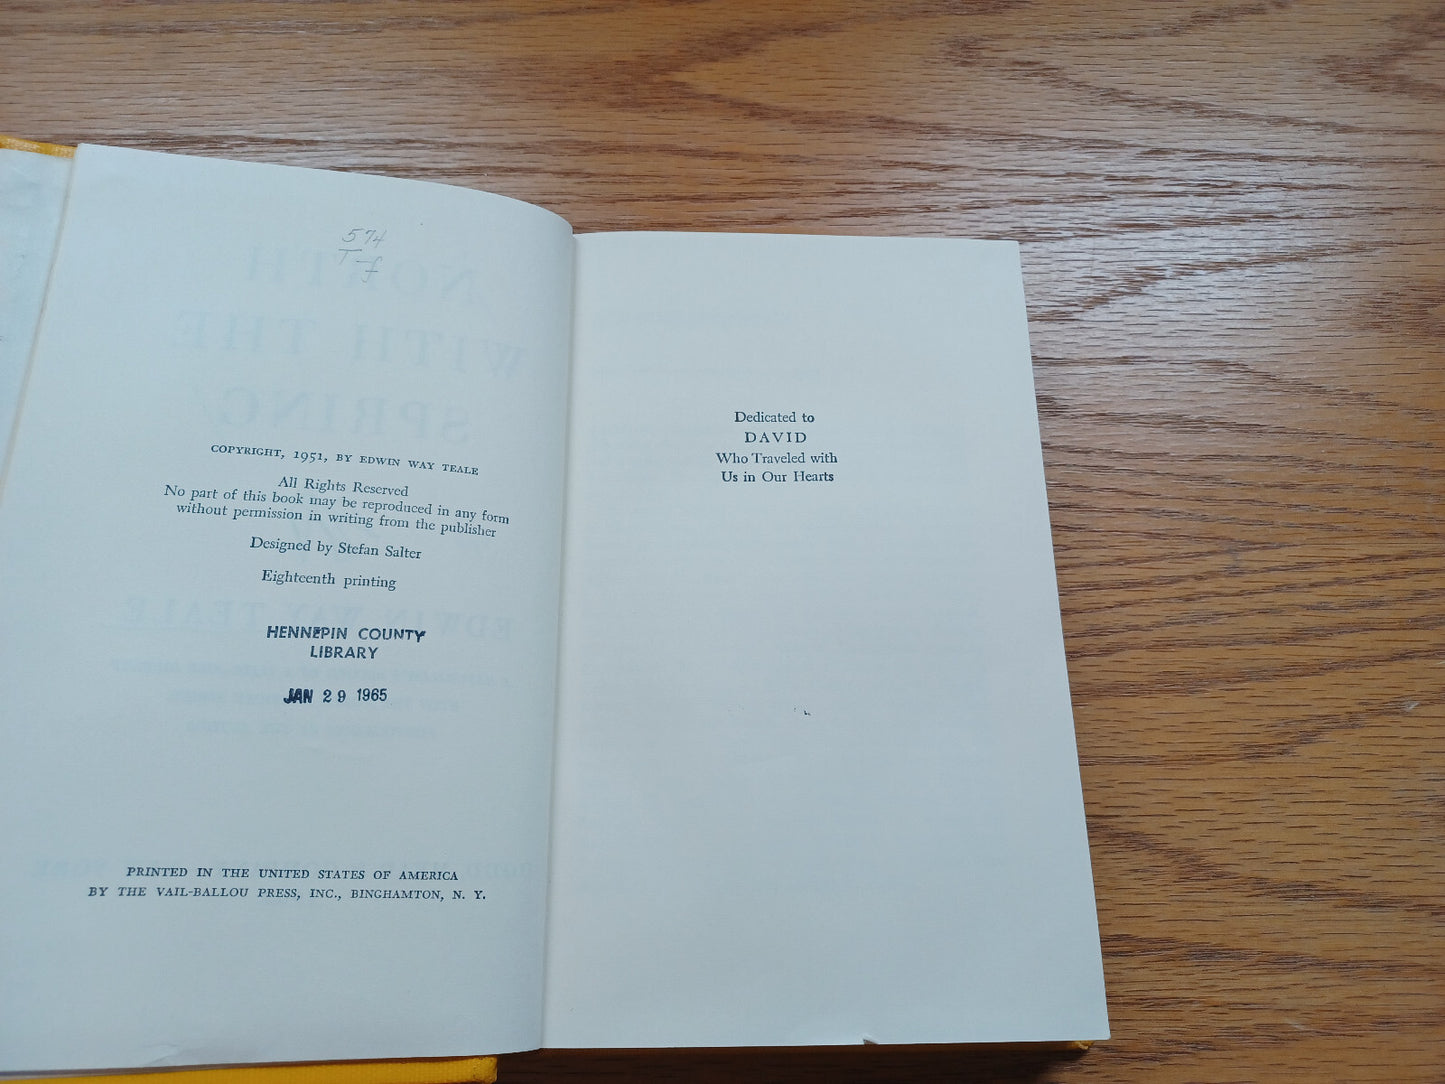 574
T f
COPYRIGHT, 1951, BY EDWIN WAY TEALE
All Rights Reserved
No part of this book may be reproduced in any form
without permission in writing from the publisher
Designed by Stefan Salter
Eighteenth printing
HENNEPIN COUNTY
LIBRARY
JAN 29 1965
PRINTED IN THE UNITED STATES OF AMERICA
BY THE VAIL-BALLOU PRESS, INC., BINGHAMTON, N. Y.
Dedicated to
DAVID
Who Traveled with
Us in Our Hearts